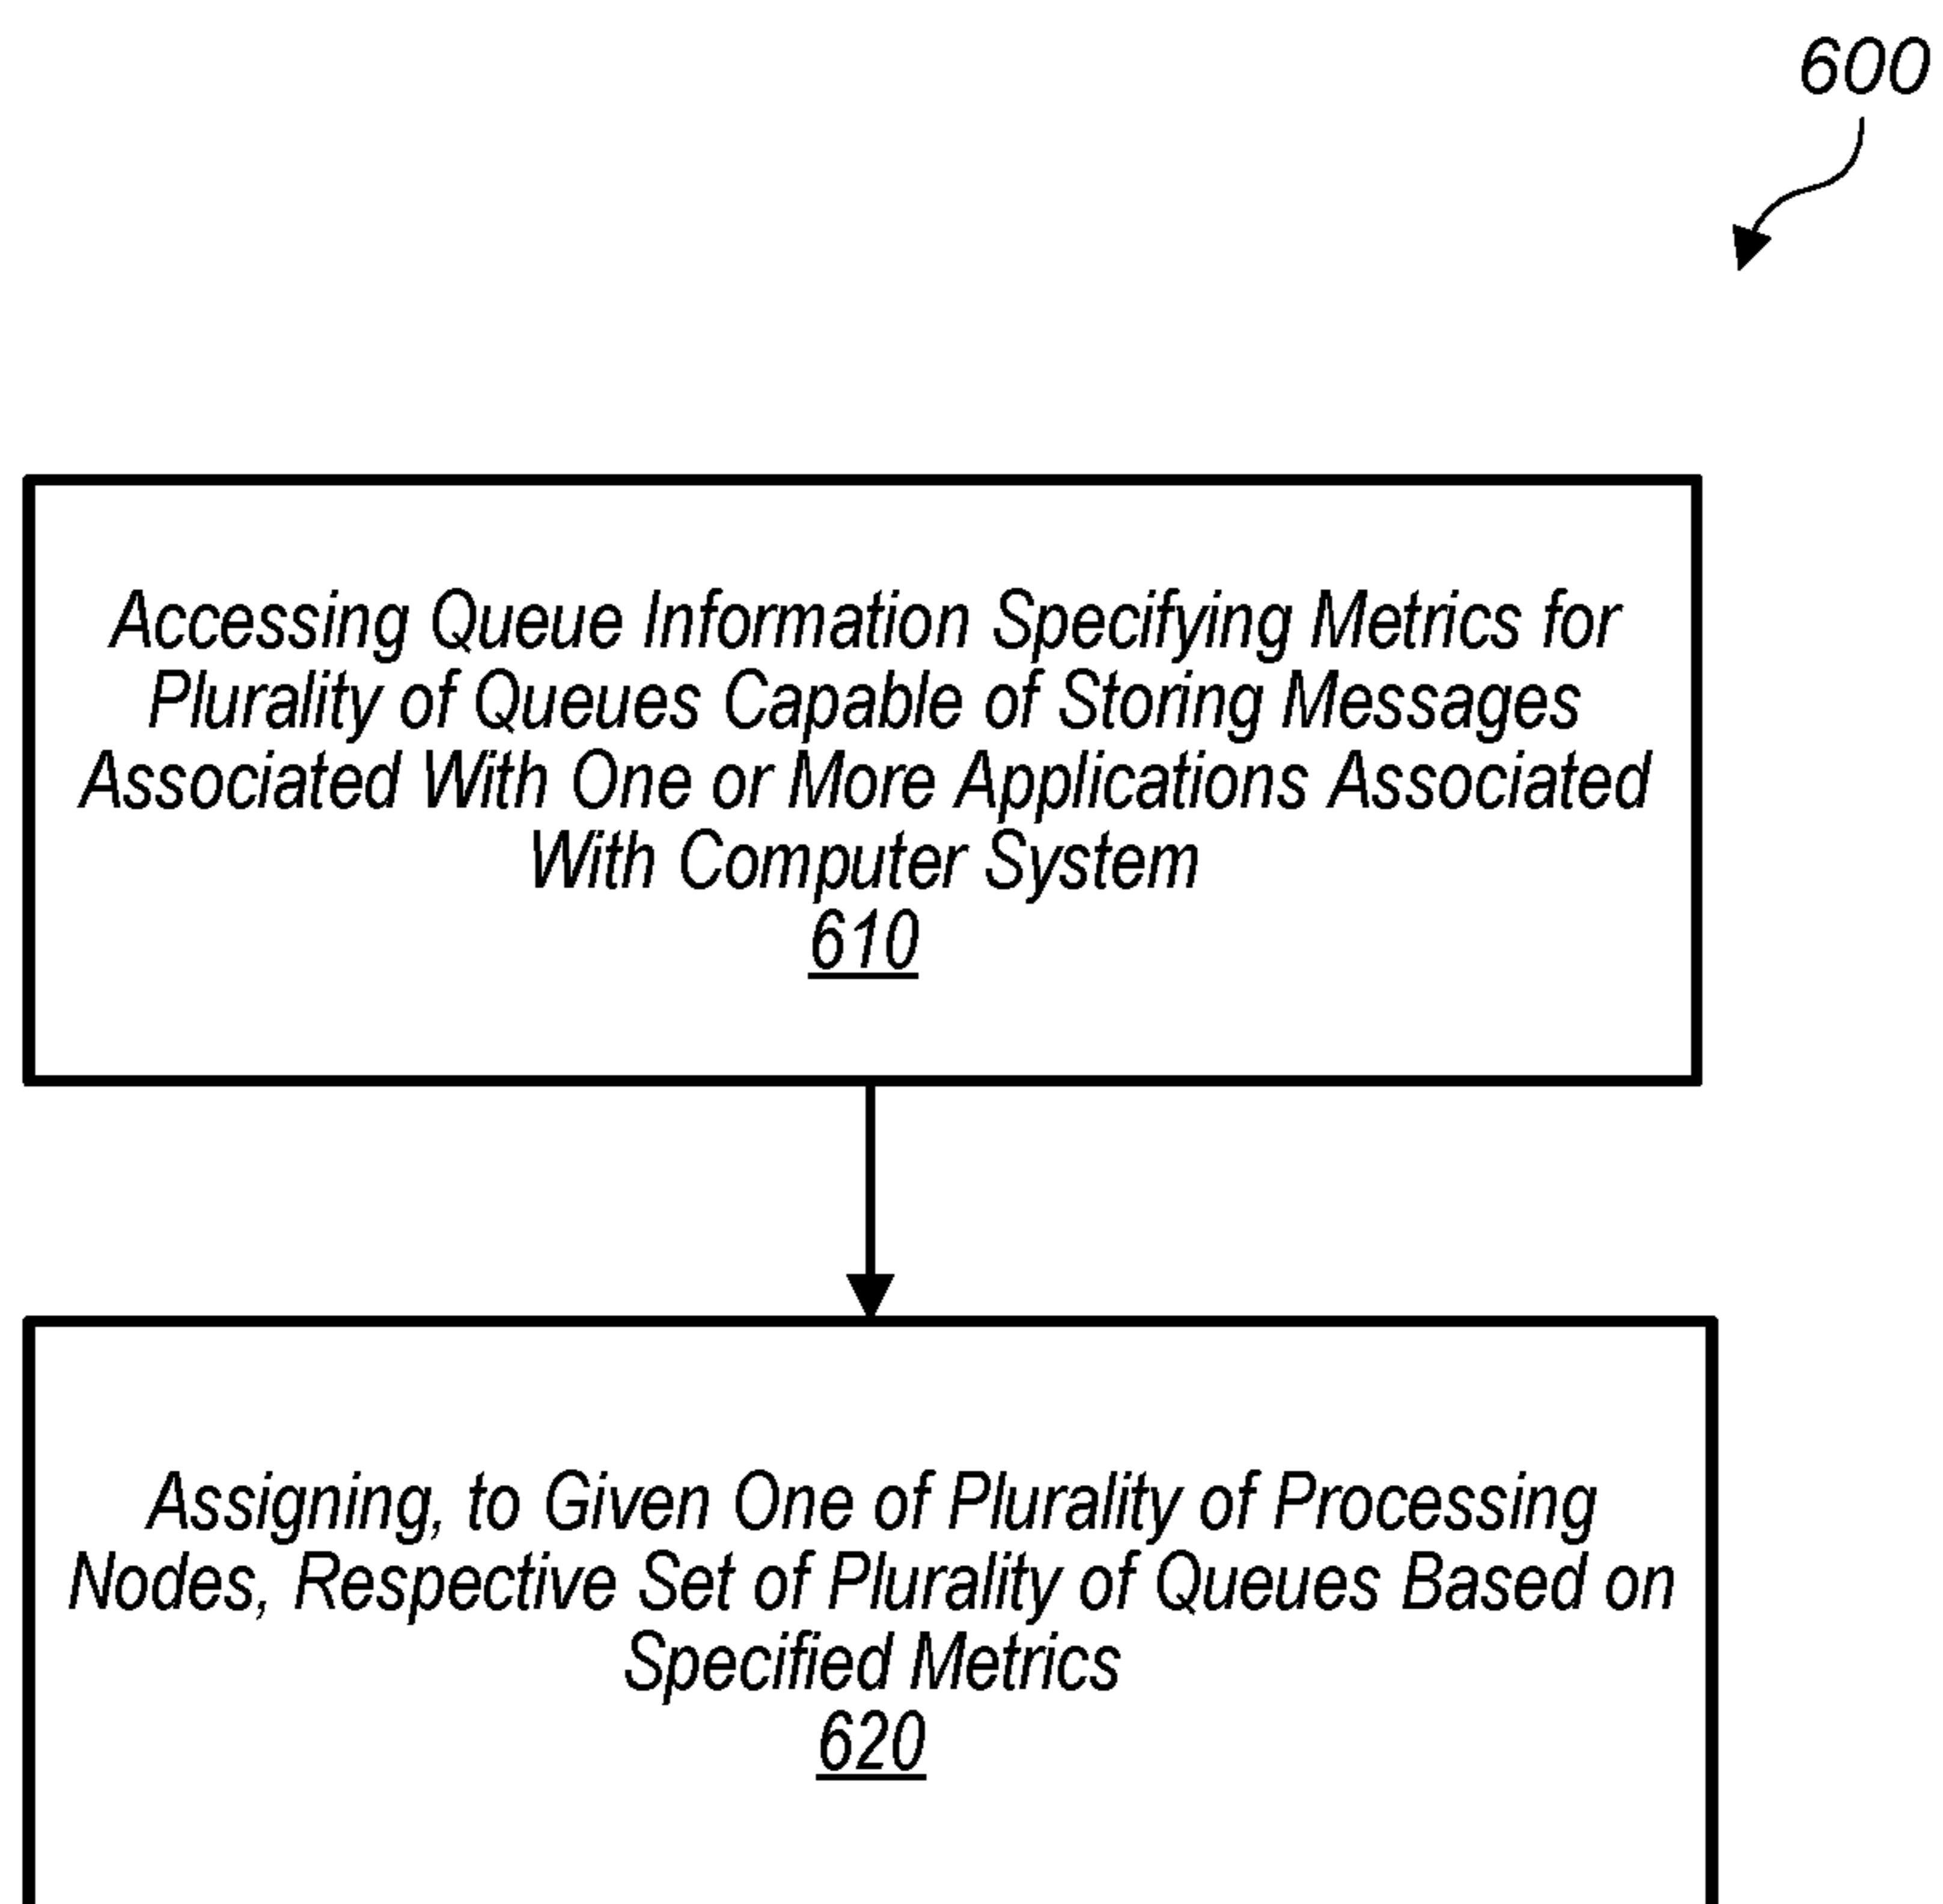 600
Accessing Queue Information Specifying Metrics for
Plurality of Queues Capable of Storing Messages
Associated With One or More Applications Associated
With Computer System
610
Assigning, to Given One of Plurality of Processing
Nodes, Respective Set of Plurality of Queues Based on
Specified Metrics
620